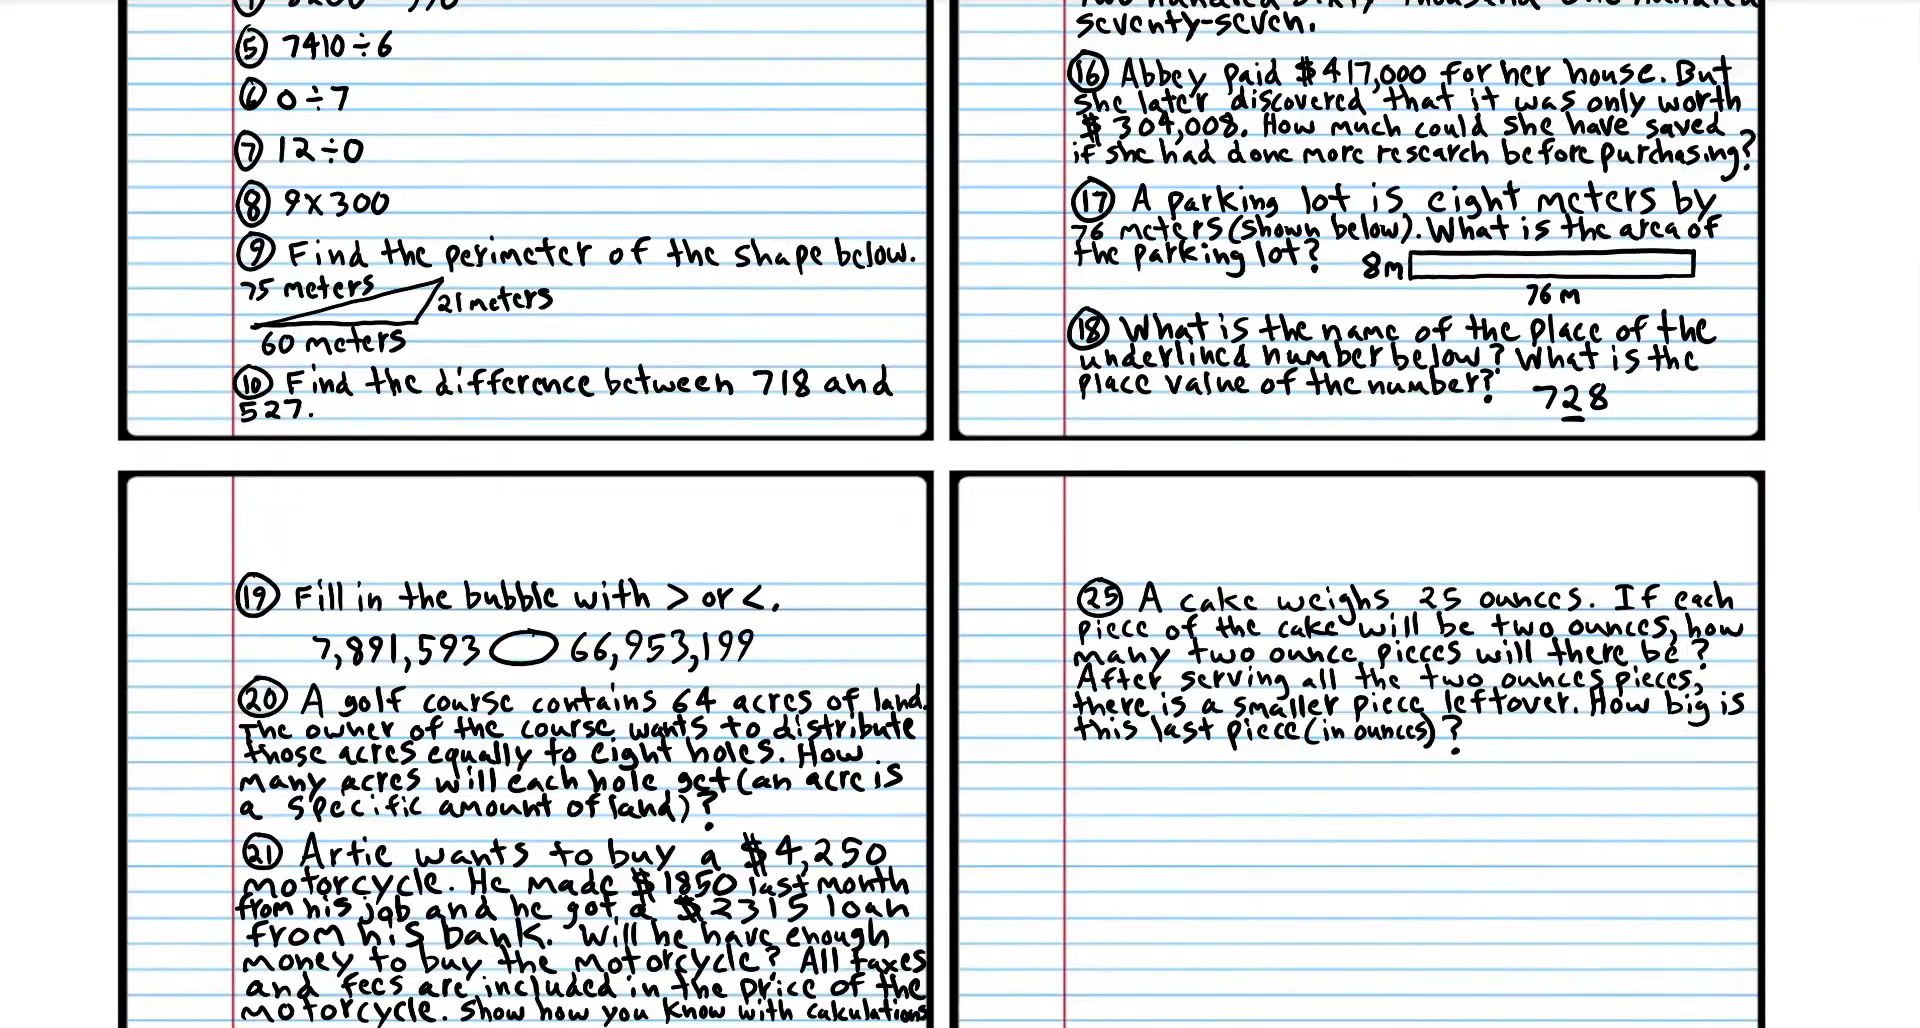 ⑤ 7410÷6
⑥ 0÷7
⑦ 12÷0
⑧ 9x300
⑨ Find the perimeter of the shape below.
75 meters
21 meters
60 meters
⑩ Find the difference between 718 and
527.
seventy-seven.
⑯ Abbey paid $417,000 for her house. But
she later discovered that it was only worth
$304,008. How much could she have saved
if she had done more research before purchasing?
⑰ A parking lot is eight meters by
76 meters (shown below). What is the area of
the parking lot?
8m
76 m
⑱ What is the name of the place of the
underlined number below? What is the
place value of the number?
728
⑲ Fill in the bubble with > or <.
7,891,593 66,953,199
⑳ A golf course contains 64 acres of land.
The owner of the course wants to distribute
those acres equally to eight holes. How
many acres will each hole get (an acre is
a specific amount of land)?
㉑ Artie wants to buy a $4,250
motorcycle. He made $1850 last month
from his job and he got a $2315 loan
from his bank. Will he have enough
money to buy the motorcycle? All taxes
and fees are included in the price of the
motorcycle. Show how you know with calculations
㉕ A cake weighs 25 ounces. If each
piece of the cake will be two ounces, how
many two ounce pieces will there be?
After serving all the two ounces pieces,
there is a smaller piece leftover. How big is
this last piece (in ounces)?